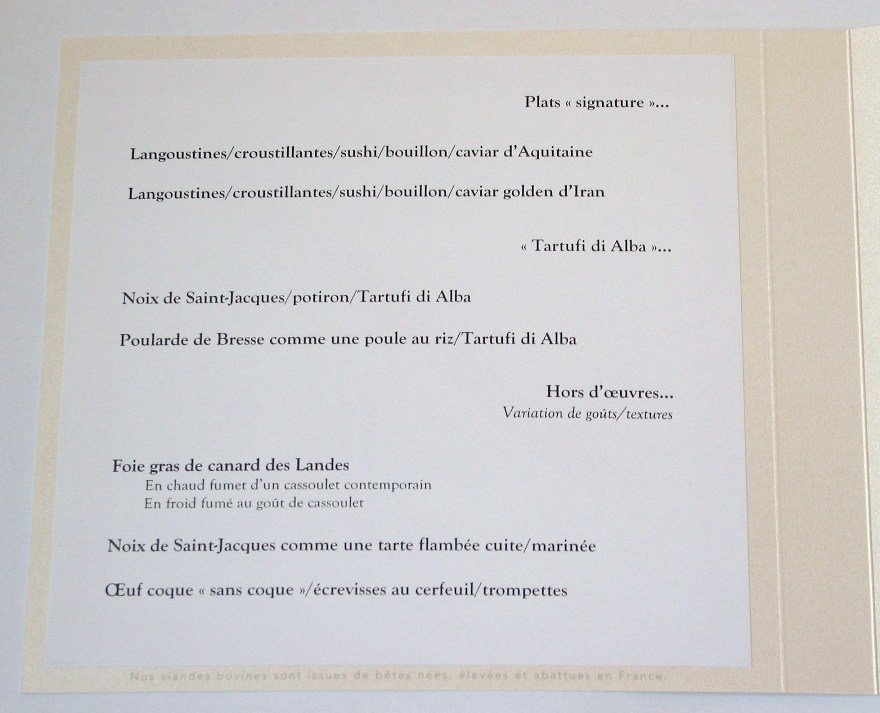 Plats « signature »...
Langoustines/croustillantes/sushi/bouillon/caviar d'Aquitaine
Langoustines/croustillantes/sushi/bouillon/caviar golden d'Iran
« Tartufi di Alba »...
Noix de Saint-Jacques/potiron/Tartufi di Alba
Poularde de Bresse comme une poule au riz/Tartufi di Alba
Hors d'œuvres...
Variation de goûts/textures
Foie gras de canard des Landes
En chaud fumet d'un cassoulet contemporain
En froid fumé au goût de cassoulet
Noix de Saint-Jacques comme une tarte flambée cuite/marinée
Œuf coque « sans coque »/écrevisses au cerfeuil/trompettes
Nos viandes bovines sont issues de bêtes nées, élevées et abattues en France.